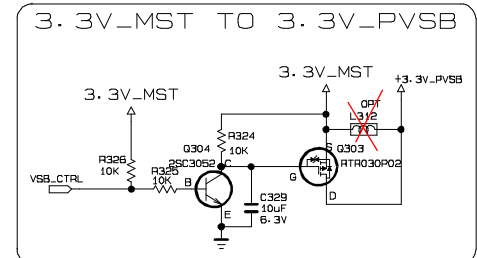 3.3V_MST TO 3.3V_PVSB
3.3V_MST
+3.3V_PVSB
OPT
L312
3.3V_MST
R324
10K
S
Q303
RTR030P02
G
D
Q304
2SC3052
C
B
E
R326
10K
R325
10K
VSB_CTRL
C329
10uF
6.3V